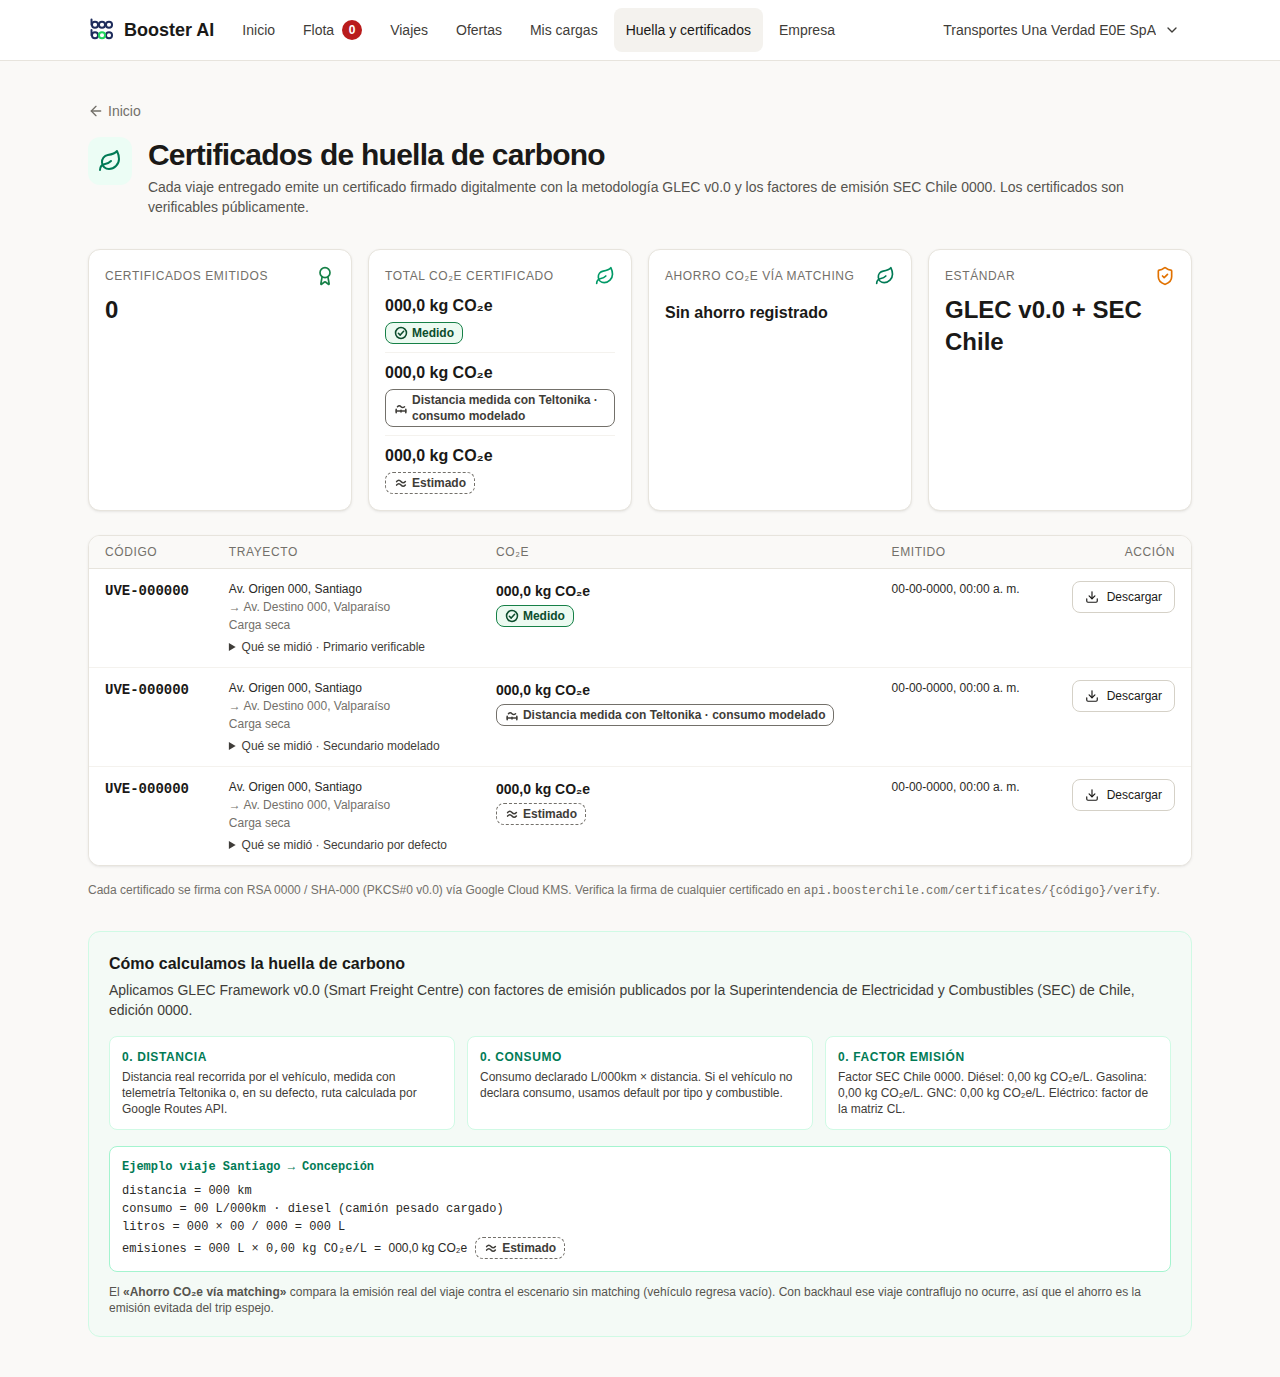 Booster AI
Inicio
Flota 0
Viajes
Ofertas
Mis cargas
Huella y certificados
Empresa
Transportes Una Verdad E0E SpA
Inicio
Certificados de huella de carbono
Cada viaje entregado emite un certificado firmado digitalmente con la metodología GLEC v0.0 y los factores de emisión SEC Chile 0000. Los certificados son
verificables públicamente.
CERTIFICADOS EMITIDOS
0
TOTAL CO₂E CERTIFICADO
000,0 kg CO₂e
Medido
000,0 kg CO₂e
Distancia medida con Teltonika ·
consumo modelado
000,0 kg CO₂e
Estimado
AHORRO CO₂E VÍA MATCHING
Sin ahorro registrado
ESTÁNDAR
GLEC v0.0 + SEC
Chile
CÓDIGO TRAYECTO CO₂E EMITIDO ACCIÓN
UVE-000000
Av. Origen 000, Santiago
→ Av. Destino 000, Valparaíso
Carga seca
Qué se midió · Primario verificable
000,0 kg CO₂e
Medido
00-00-0000, 00:00 a. m.
Descargar
UVE-000000
Av. Origen 000, Santiago
→ Av. Destino 000, Valparaíso
Carga seca
Qué se midió · Secundario modelado
000,0 kg CO₂e
Distancia medida con Teltonika · consumo modelado
00-00-0000, 00:00 a. m.
Descargar
UVE-000000
Av. Origen 000, Santiago
→ Av. Destino 000, Valparaíso
Carga seca
Qué se midió · Secundario por defecto
000,0 kg CO₂e
Estimado
00-00-0000, 00:00 a. m.
Descargar
Cada certificado se firma con RSA 0000 / SHA-000 (PKCS#0 v0.0) vía Google Cloud KMS. Verifica la firma de cualquier certificado en api.boosterchile.com/certificates/{código}/verify.
Cómo calculamos la huella de carbono
Aplicamos GLEC Framework v0.0 (Smart Freight Centre) con factores de emisión publicados por la Superintendencia de Electricidad y Combustibles (SEC) de Chile,
edición 0000.
0. DISTANCIA
Distancia real recorrida por el vehículo, medida con
telemetría Teltonika o, en su defecto, ruta calculada por
Google Routes API.
0. CONSUMO
Consumo declarado L/000km × distancia. Si el vehículo no
declara consumo, usamos default por tipo y combustible.
0. FACTOR EMISIÓN
Factor SEC Chile 0000. Diésel: 0,00 kg CO₂e/L. Gasolina:
0,00 kg CO₂e/L. GNC: 0,00 kg CO₂e/L. Eléctrico: factor de
la matriz CL.
Ejemplo viaje Santiago → Concepción
distancia = 000 km
consumo = 00 L/000km · diesel (camión pesado cargado)
litros = 000 × 00 / 000 = 000 L
emisiones = 000 L × 0,00 kg CO₂e/L = 000,0 kg CO₂e Estimado
El «Ahorro CO₂e vía matching» compara la emisión real del viaje contra el escenario sin matching (vehículo regresa vacío). Con backhaul ese viaje contraflujo no ocurre, así que el ahorro es la
emisión evitada del trip espejo.